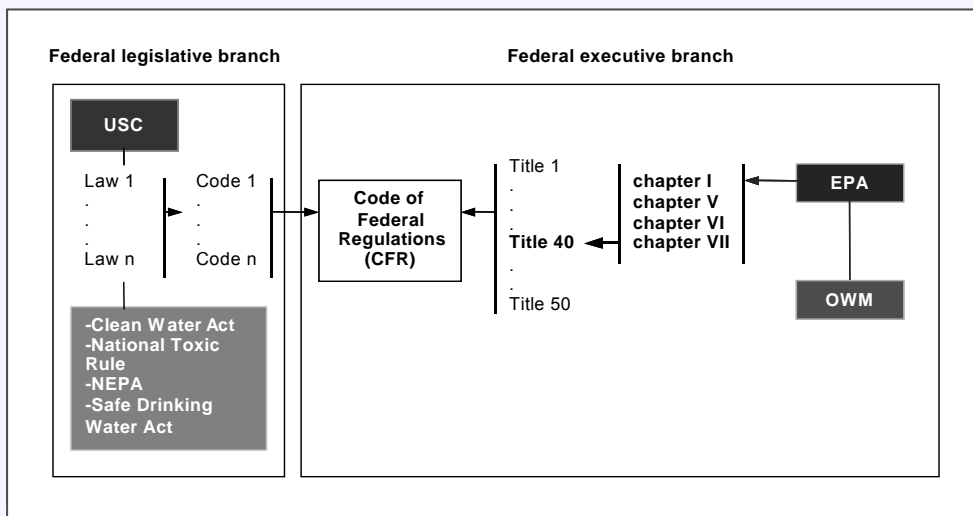 Federal legislative branch
Federal executive branch
USC
Law 1
.
.
.
Law n
Code 1
.
.
.
Code n
-Clean Water Act
-National Toxic
Rule
-NEPA
-Safe Drinking
Water Act
Code of
Federal
Regulations
(CFR)
Title 1
.
.
.
Title 40
.
.
Title 50
chapter I
chapter V
chapter VI
chapter VII
EPA
OWM